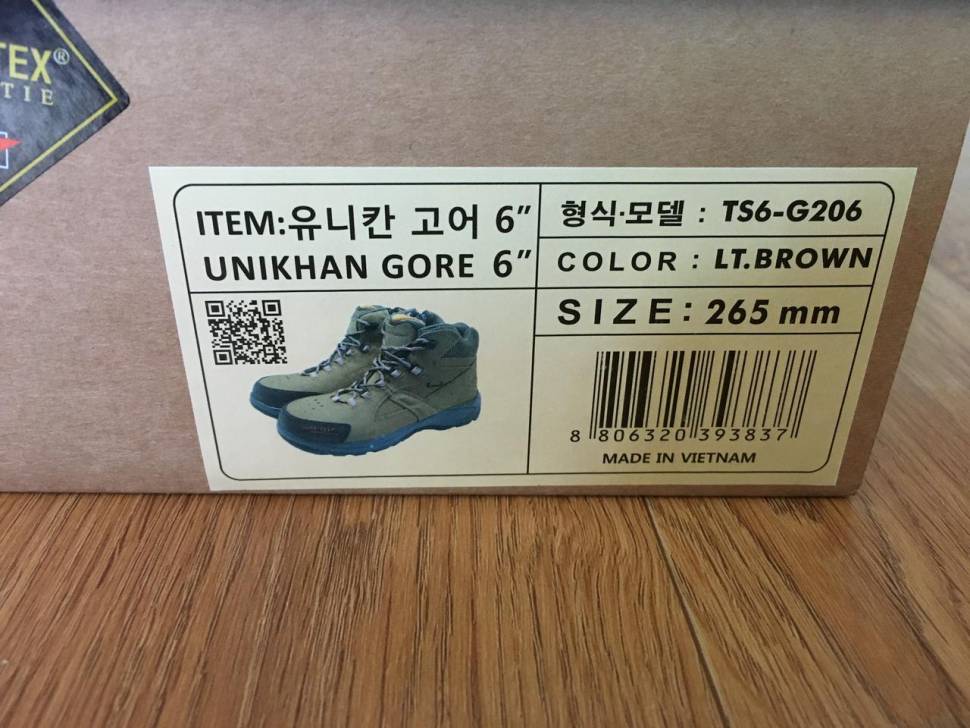 TEX®
TIE
ITEM:유니칸 고어 6”
UNIKHAN GORE 6”
형식·모델 : TS6-G206
COLOR : LT.BROWN
SIZE: 265 mm
8 806320 393837
MADE IN VIETNAM